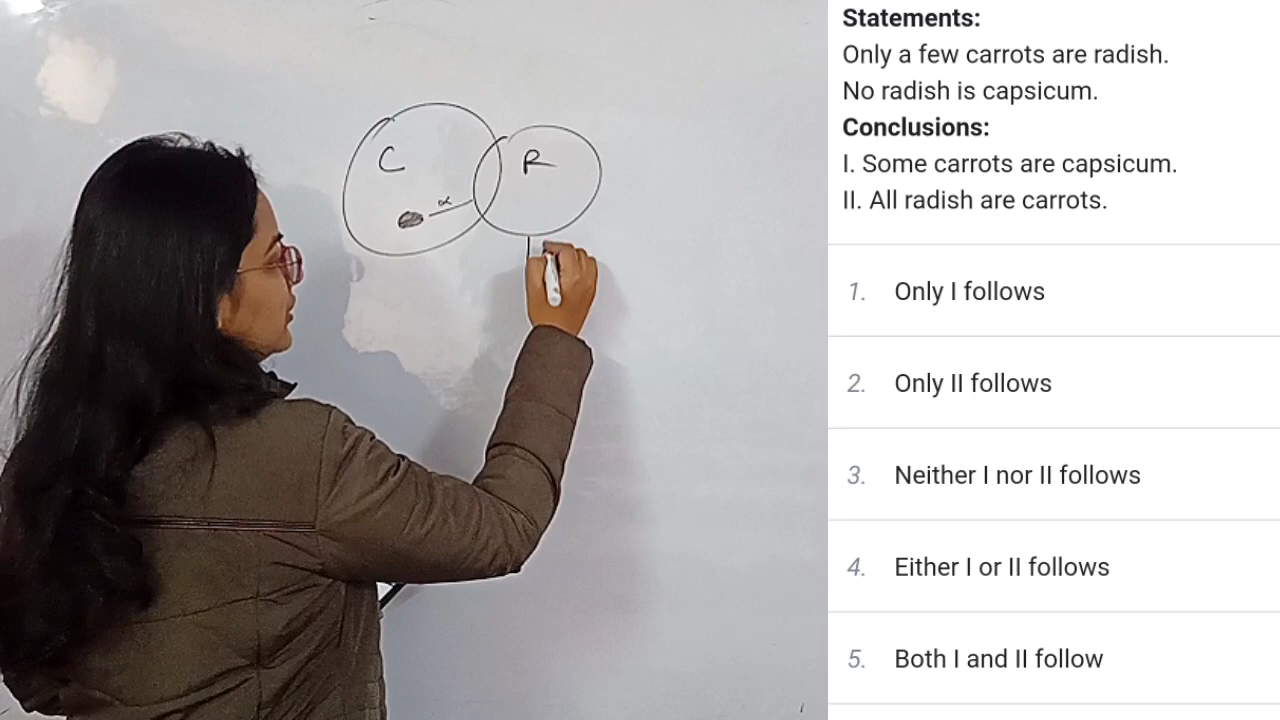 C
R
Statements:
Only a few carrots are radish.
No radish is capsicum.
Conclusions:
I. Some carrots are capsicum.
II. All radish are carrots.
1. Only I follows
2. Only II follows
3. Neither I nor II follows
4. Either I or II follows
5. Both I and II follow